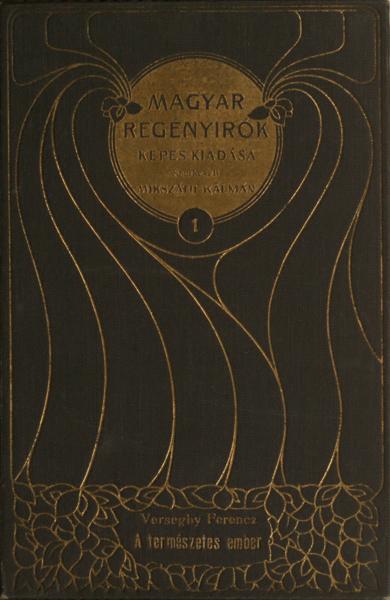 MAGYAR
REGÉNYIRÓK
KÉPES KIADÁSA
MIKSZÁTH KÁLMÁN
1
Verseghy Ferencz
A természetes ember